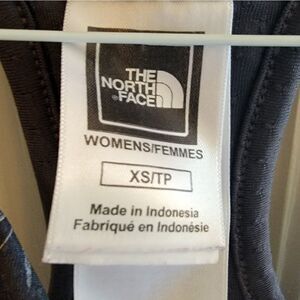 THE
NORTH
FACE
WOMENS/FEMMES
XS/TP
Made in Indonesia
Fabriqué en Indonésie